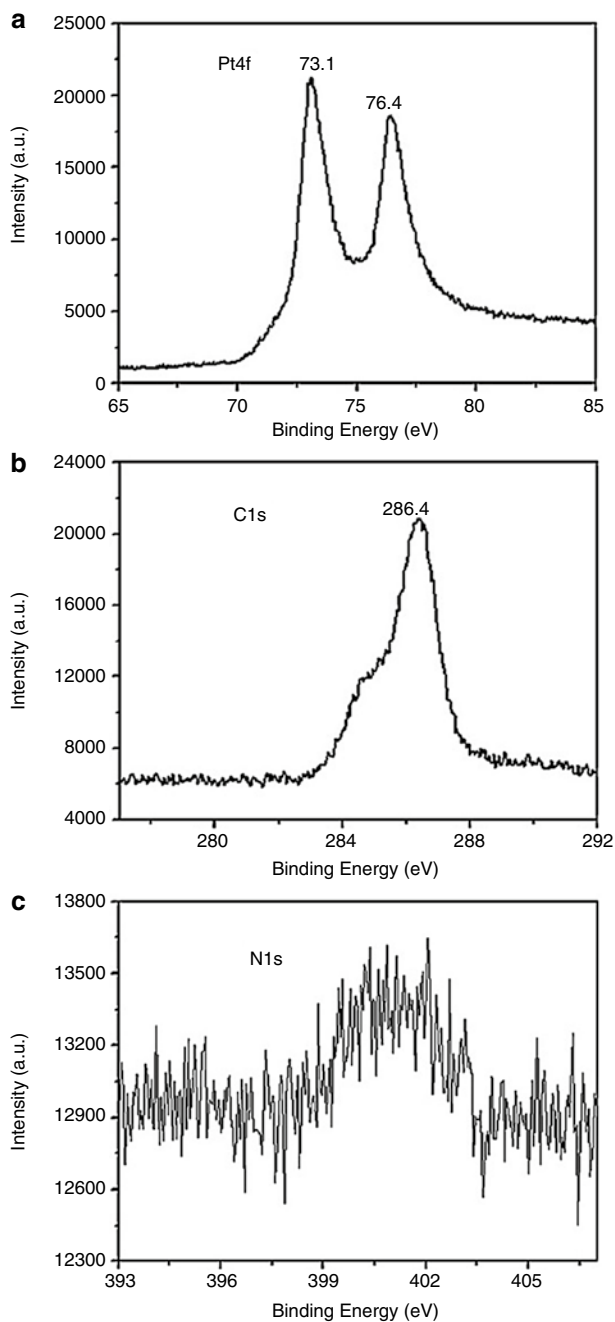 a
25000
20000
15000
10000
5000
0
Pt4f
73.1
76.4
65 70 75 80 85
Intensity (a.u.)
Binding Energy (eV)
b
24000
20000
16000
12000
8000
4000
C1s
286.4
280 284 288 292
Intensity (a.u.)
Binding Energy (eV)
c
13800
13500
13200
12900
12600
12300
N1s
393 396 399 402 405
Intensity (a.u.)
Binding Energy (eV)